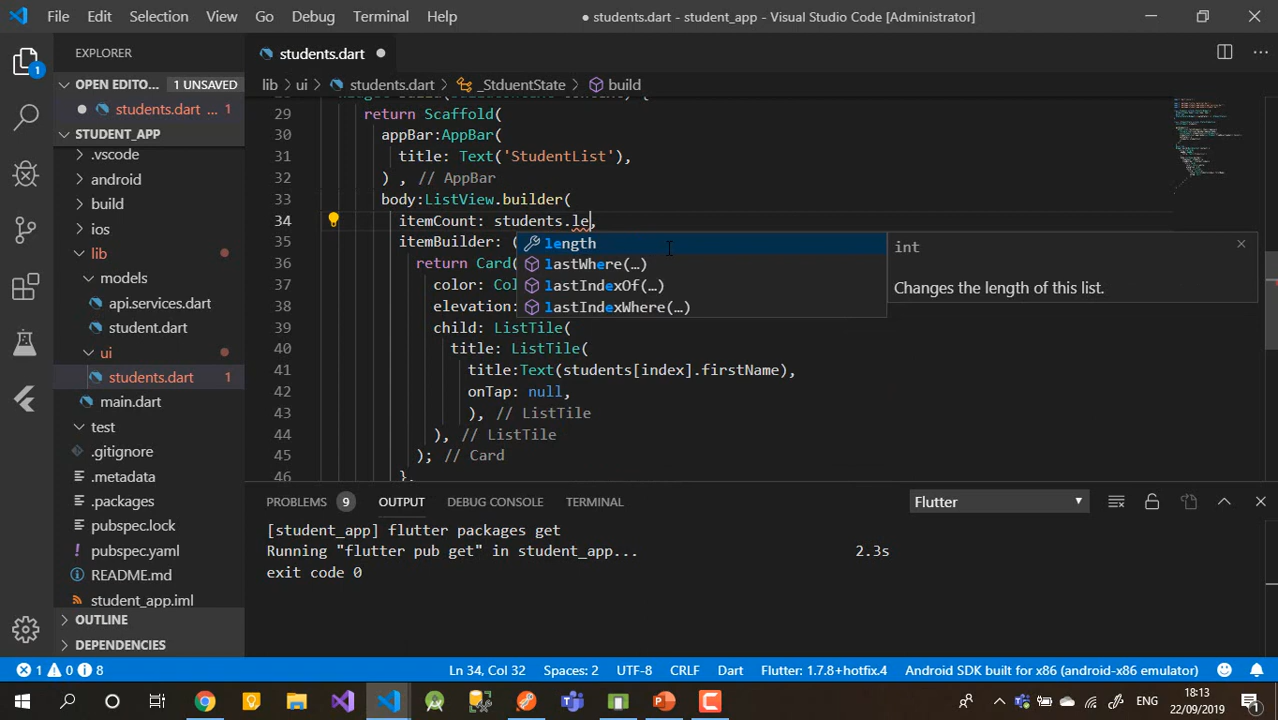 File Edit Selection View Go Debug Terminal Help
● students.dart - student_app - Visual Studio Code [Administrator]
EXPLORER
students.dart
OPEN EDITO... 1 UNSAVED
students.dart ... 1
STUDENT_APP
.vscode
android
build
ios
lib
models
api.services.dart
student.dart
ui
students.dart 1
main.dart
test
.gitignore
.metadata
.packages
pubspec.lock
pubspec.yaml
README.md
student_app.iml
OUTLINE
DEPENDENCIES
lib > ui > students.dart > _StduentState > build
29 return Scaffold(
30 appBar:AppBar(
31 title: Text('StudentList'),
32 ) , // AppBar
33 body:ListView.builder(
34 itemCount: students.le,
35 itemBuilder: (
36 return Card(
37 color: Col
38 elevation:
39 child: ListTile(
40 title: ListTile(
41 title:Text(students[index].firstName),
42 onTap: null,
43 ), // ListTile
44 ), // ListTile
45 ); // Card
46 },
length
lastWhere(…)
lastIndexOf(…)
lastIndexWhere(…)
int
Changes the length of this list.
PROBLEMS 9 OUTPUT DEBUG CONSOLE TERMINAL
Flutter
[student_app] flutter packages get
Running "flutter pub get" in student_app... 2.3s
exit code 0
1 0 8 Ln 34, Col 32 Spaces: 2 UTF-8 CRLF Dart Flutter: 1.7.8+hotfix.4 Android SDK built for x86 (android-x86 emulator)
ENG
18:13
22/09/2019
1